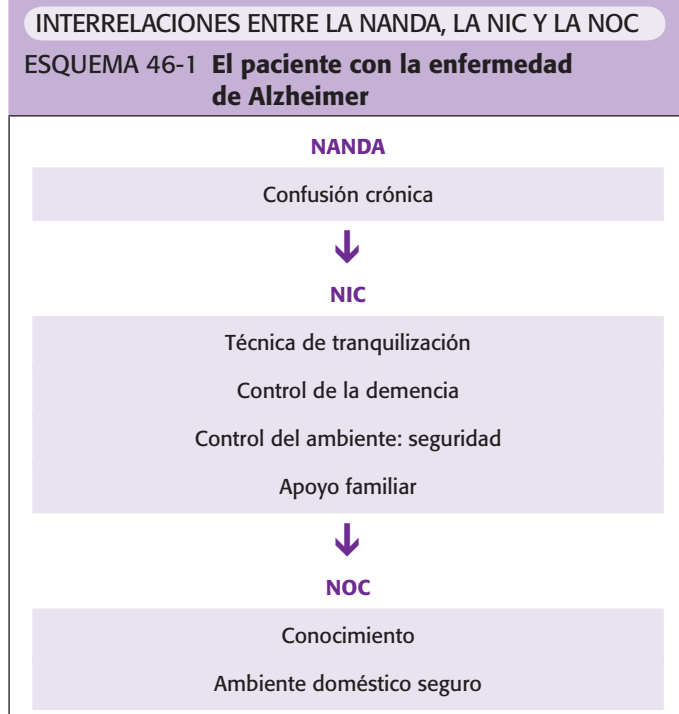 INTERRELACIONES ENTRE LA NANDA, LA NIC Y LA NOC
ESQUEMA 46-1 El paciente con la enfermedad
de Alzheimer
NANDA
Confusión crónica
NIC
Técnica de tranquilización
Control de la demencia
Control del ambiente: seguridad
Apoyo familiar
NOC
Conocimiento
Ambiente doméstico seguro